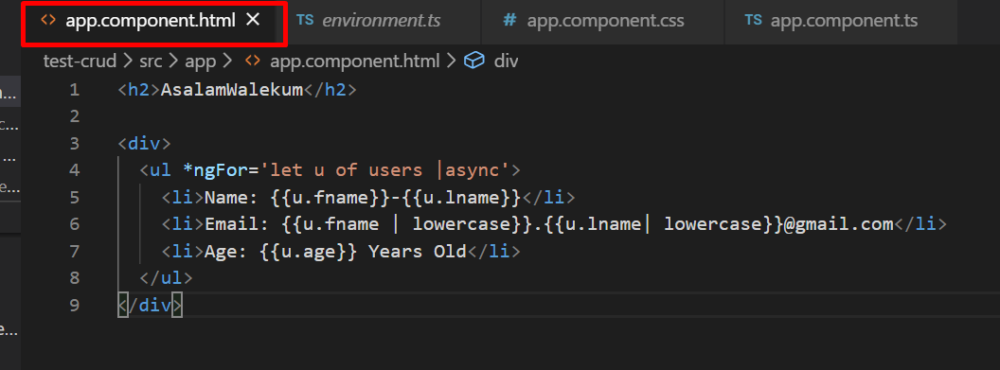 <> app.component.html × TS environment.ts # app.component.css TS app.component.ts
test-crud > src > app > <> app.component.html > div
1 <h2>AsalamWalekum</h2>
2
3 <div>
4 <ul *ngFor='let u of users |async'>
5 <li>Name: {{u.fname}}-{{u.lname}}</li>
6 <li>Email: {{u.fname | lowercase}}.{{u.lname| lowercase}}@gmail.com</li>
7 <li>Age: {{u.age}} Years Old</li>
8 </ul>
9 </div>